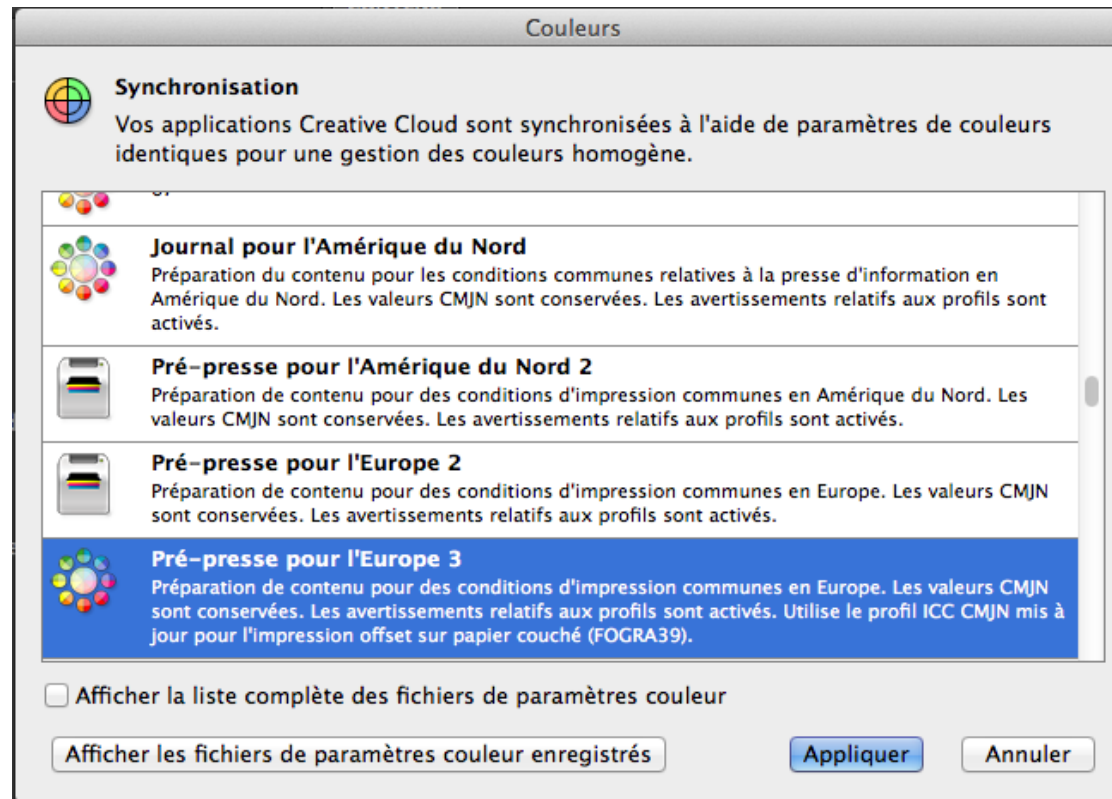 Couleurs
Synchronisation
Vos applications Creative Cloud sont synchronisées à l'aide de paramètres de couleurs
identiques pour une gestion des couleurs homogène.
Journal pour l'Amérique du Nord
Préparation du contenu pour les conditions communes relatives à la presse d'information en
Amérique du Nord. Les valeurs CMJN sont conservées. Les avertissements relatifs aux profils sont
activés.
Pré-presse pour l'Amérique du Nord 2
Préparation de contenu pour des conditions d'impression communes en Amérique du Nord. Les
valeurs CMJN sont conservées. Les avertissements relatifs aux profils sont activés.
Pré-presse pour l'Europe 2
Préparation de contenu pour des conditions d'impression communes en Europe. Les valeurs CMJN
sont conservées. Les avertissements relatifs aux profils sont activés.
Pré-presse pour l'Europe 3
Préparation de contenu pour des conditions d'impression communes en Europe. Les valeurs CMJN
sont conservées. Les avertissements relatifs aux profils sont activés. Utilise le profil ICC CMJN mis à
jour pour l'impression offset sur papier couché (FOGRA39).
Afficher la liste complète des fichiers de paramètres couleur
Afficher les fichiers de paramètres couleur enregistrés
Appliquer
Annuler